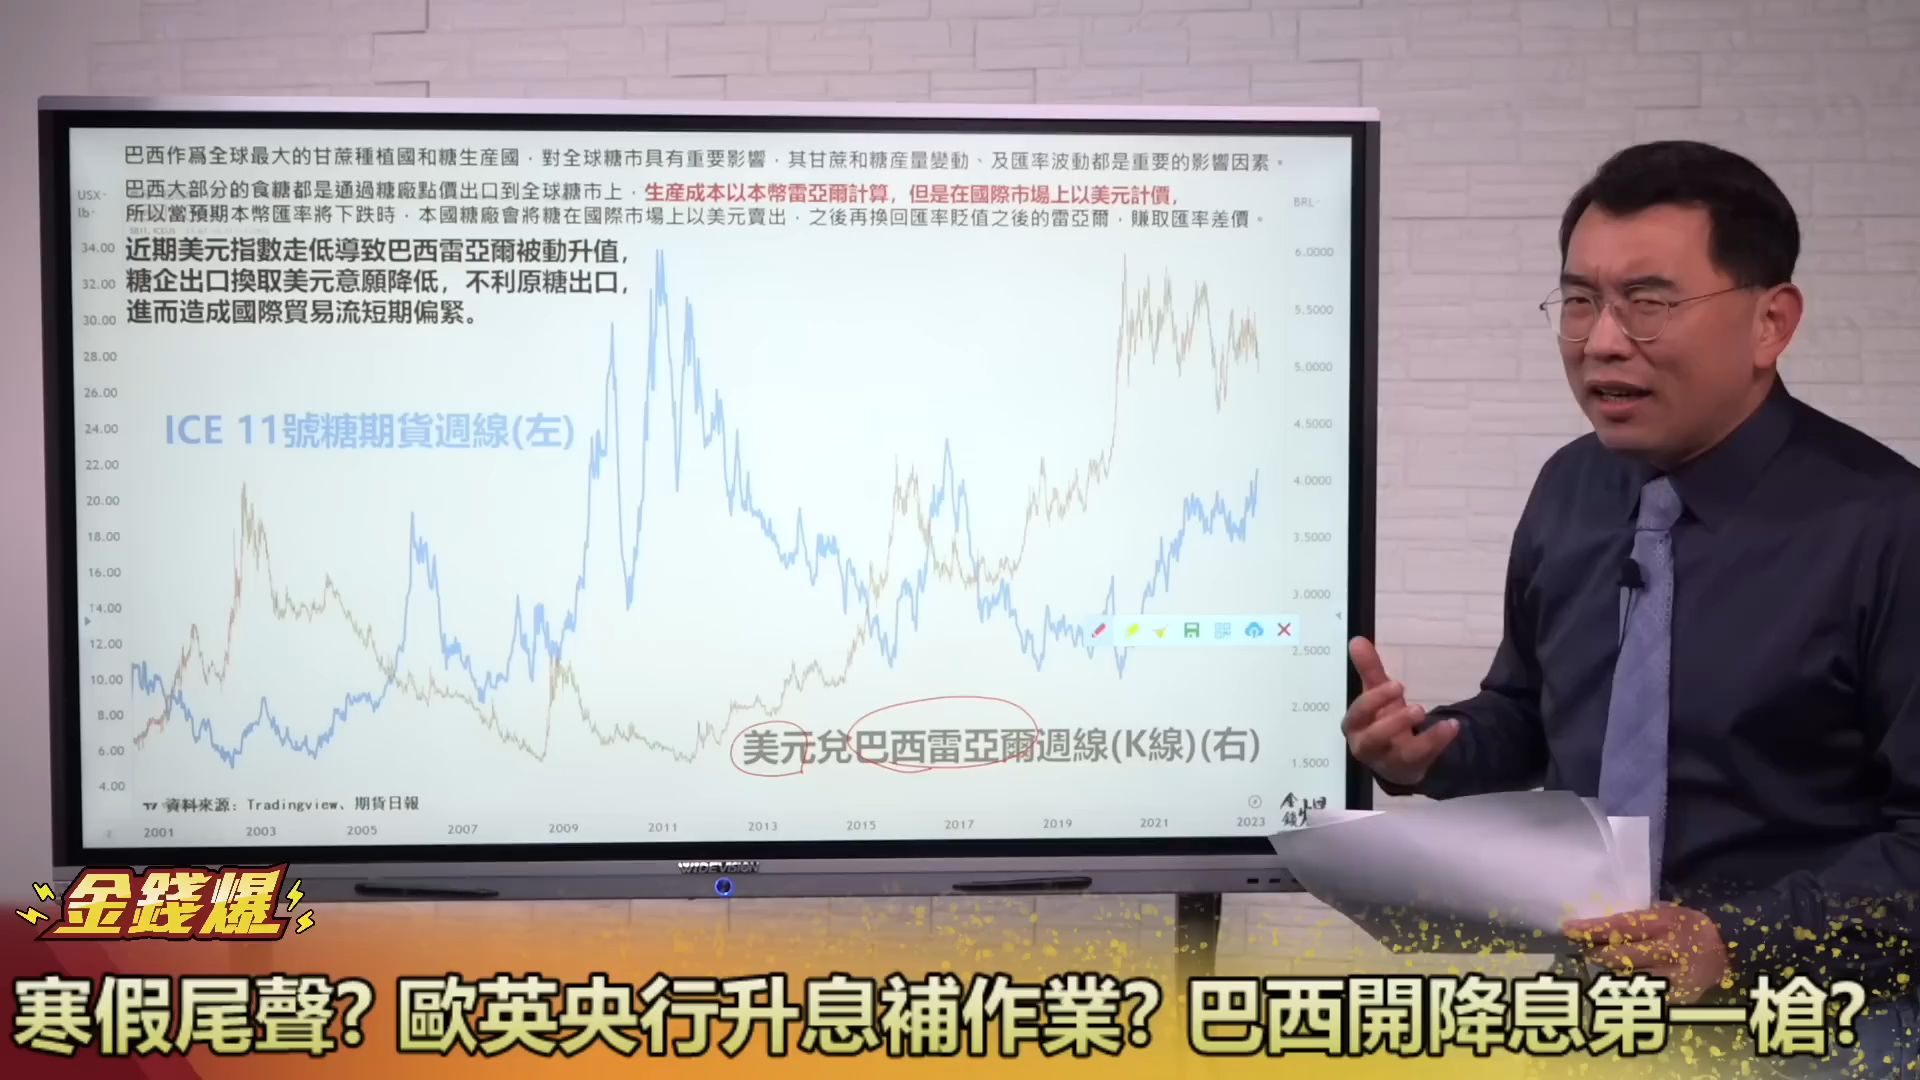 巴西作爲全球最大的甘蔗種植國和糖生産國，對全球糖市具有重要影響，其甘蔗和糖産量變動、及匯率波動都是重要的影響因素。
巴西大部分的食糖都是通過糖廠點價出口到全球糖市上，生産成本以本幣雷亞爾計算，但是在國際市場上以美元計價，
所以當預期本幣匯率將下跌時，本國糖廠會將糖在國際市場上以美元賣出，之後再換回匯率貶值之後的雷亞爾，賺取匯率差價。
近期美元指數走低導致巴西雷亞爾被動升值，
糖企出口換取美元意願降低，不利原糖出口，
進而造成國際貿易流短期偏緊。
USX
lb
BRL
34.00
32.00
30.00
28.00
26.00
24.00
22.00
20.00
18.00
16.00
14.00
12.00
10.00
8.00
6.00
4.00
6.0000
5.5000
5.0000
4.5000
4.0000
3.5000
3.0000
2.5000
2.0000
1.5000
ICE 11號糖期貨週線(左)
美元兌巴西雷亞爾週線(K線)(右)
資料來源：Tradingview、期貨日報
2001 2003 2005 2007 2009 2011 2013 2015 2017 2019 2021 2023
WIDEVISION
金錢爆
寒假尾聲? 歐英央行升息補作業? 巴西開降息第一槍?